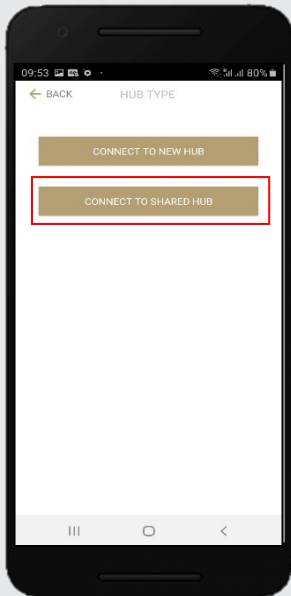 09:53 80%
← BACK HUB TYPE
CONNECT TO NEW HUB
CONNECT TO SHARED HUB